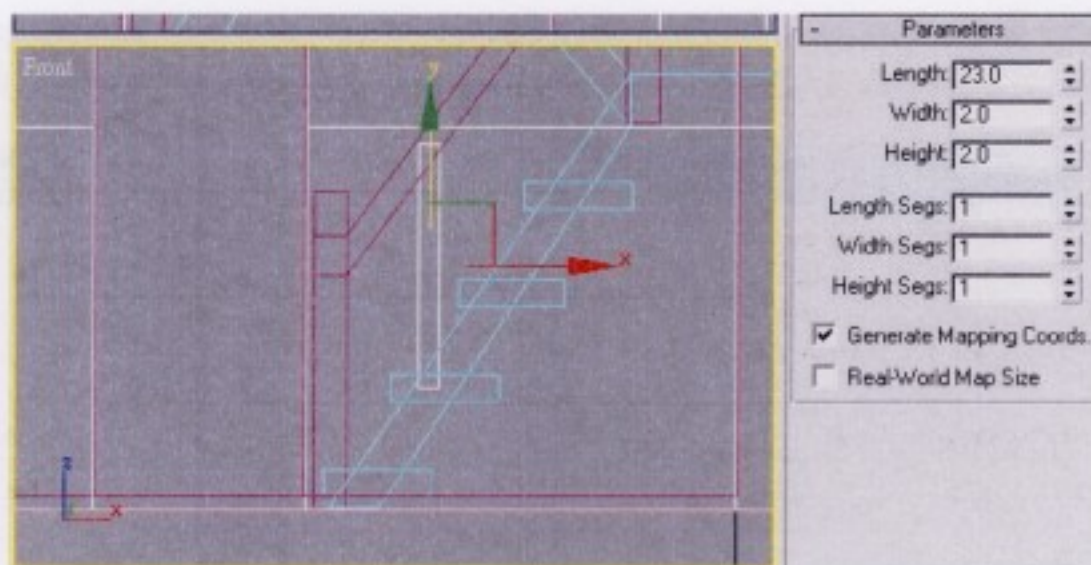 Front
y
x
z
x
- Parameters
Length: 23.0
Width: 2.0
Height: 2.0
Length Segs: 1
Width Segs: 1
Height Segs: 1
Generate Mapping Coords.
Real-World Map Size